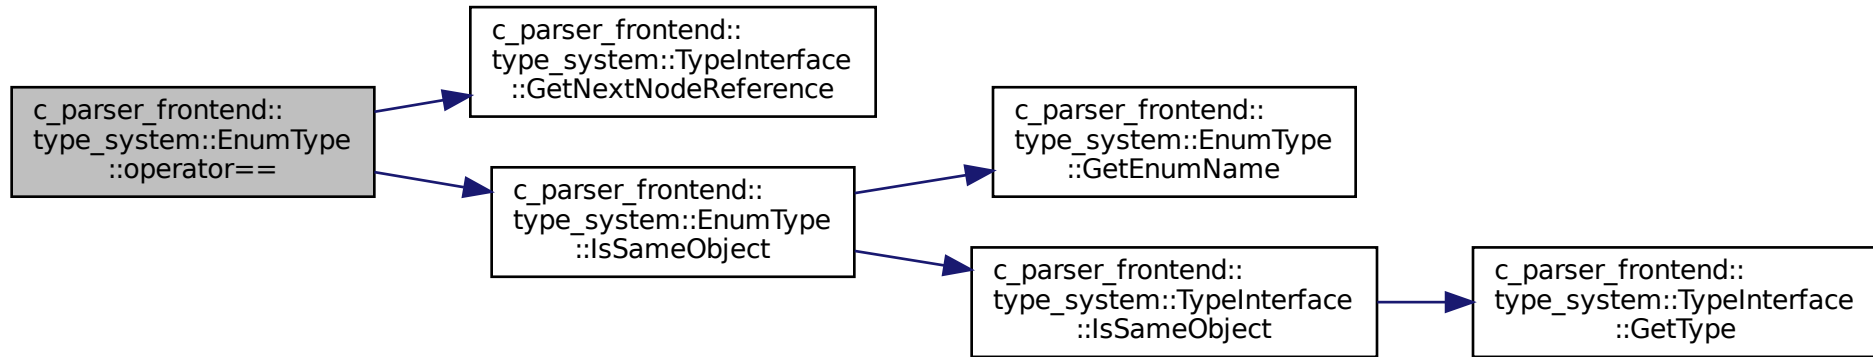 c_parser_frontend::
type_system::EnumType
::operator==
c_parser_frontend::
type_system::TypeInterface
::GetNextNodeReference
c_parser_frontend::
type_system::EnumType
::IsSameObject
c_parser_frontend::
type_system::EnumType
::GetEnumName
c_parser_frontend::
type_system::TypeInterface
::IsSameObject
c_parser_frontend::
type_system::TypeInterface
::GetType